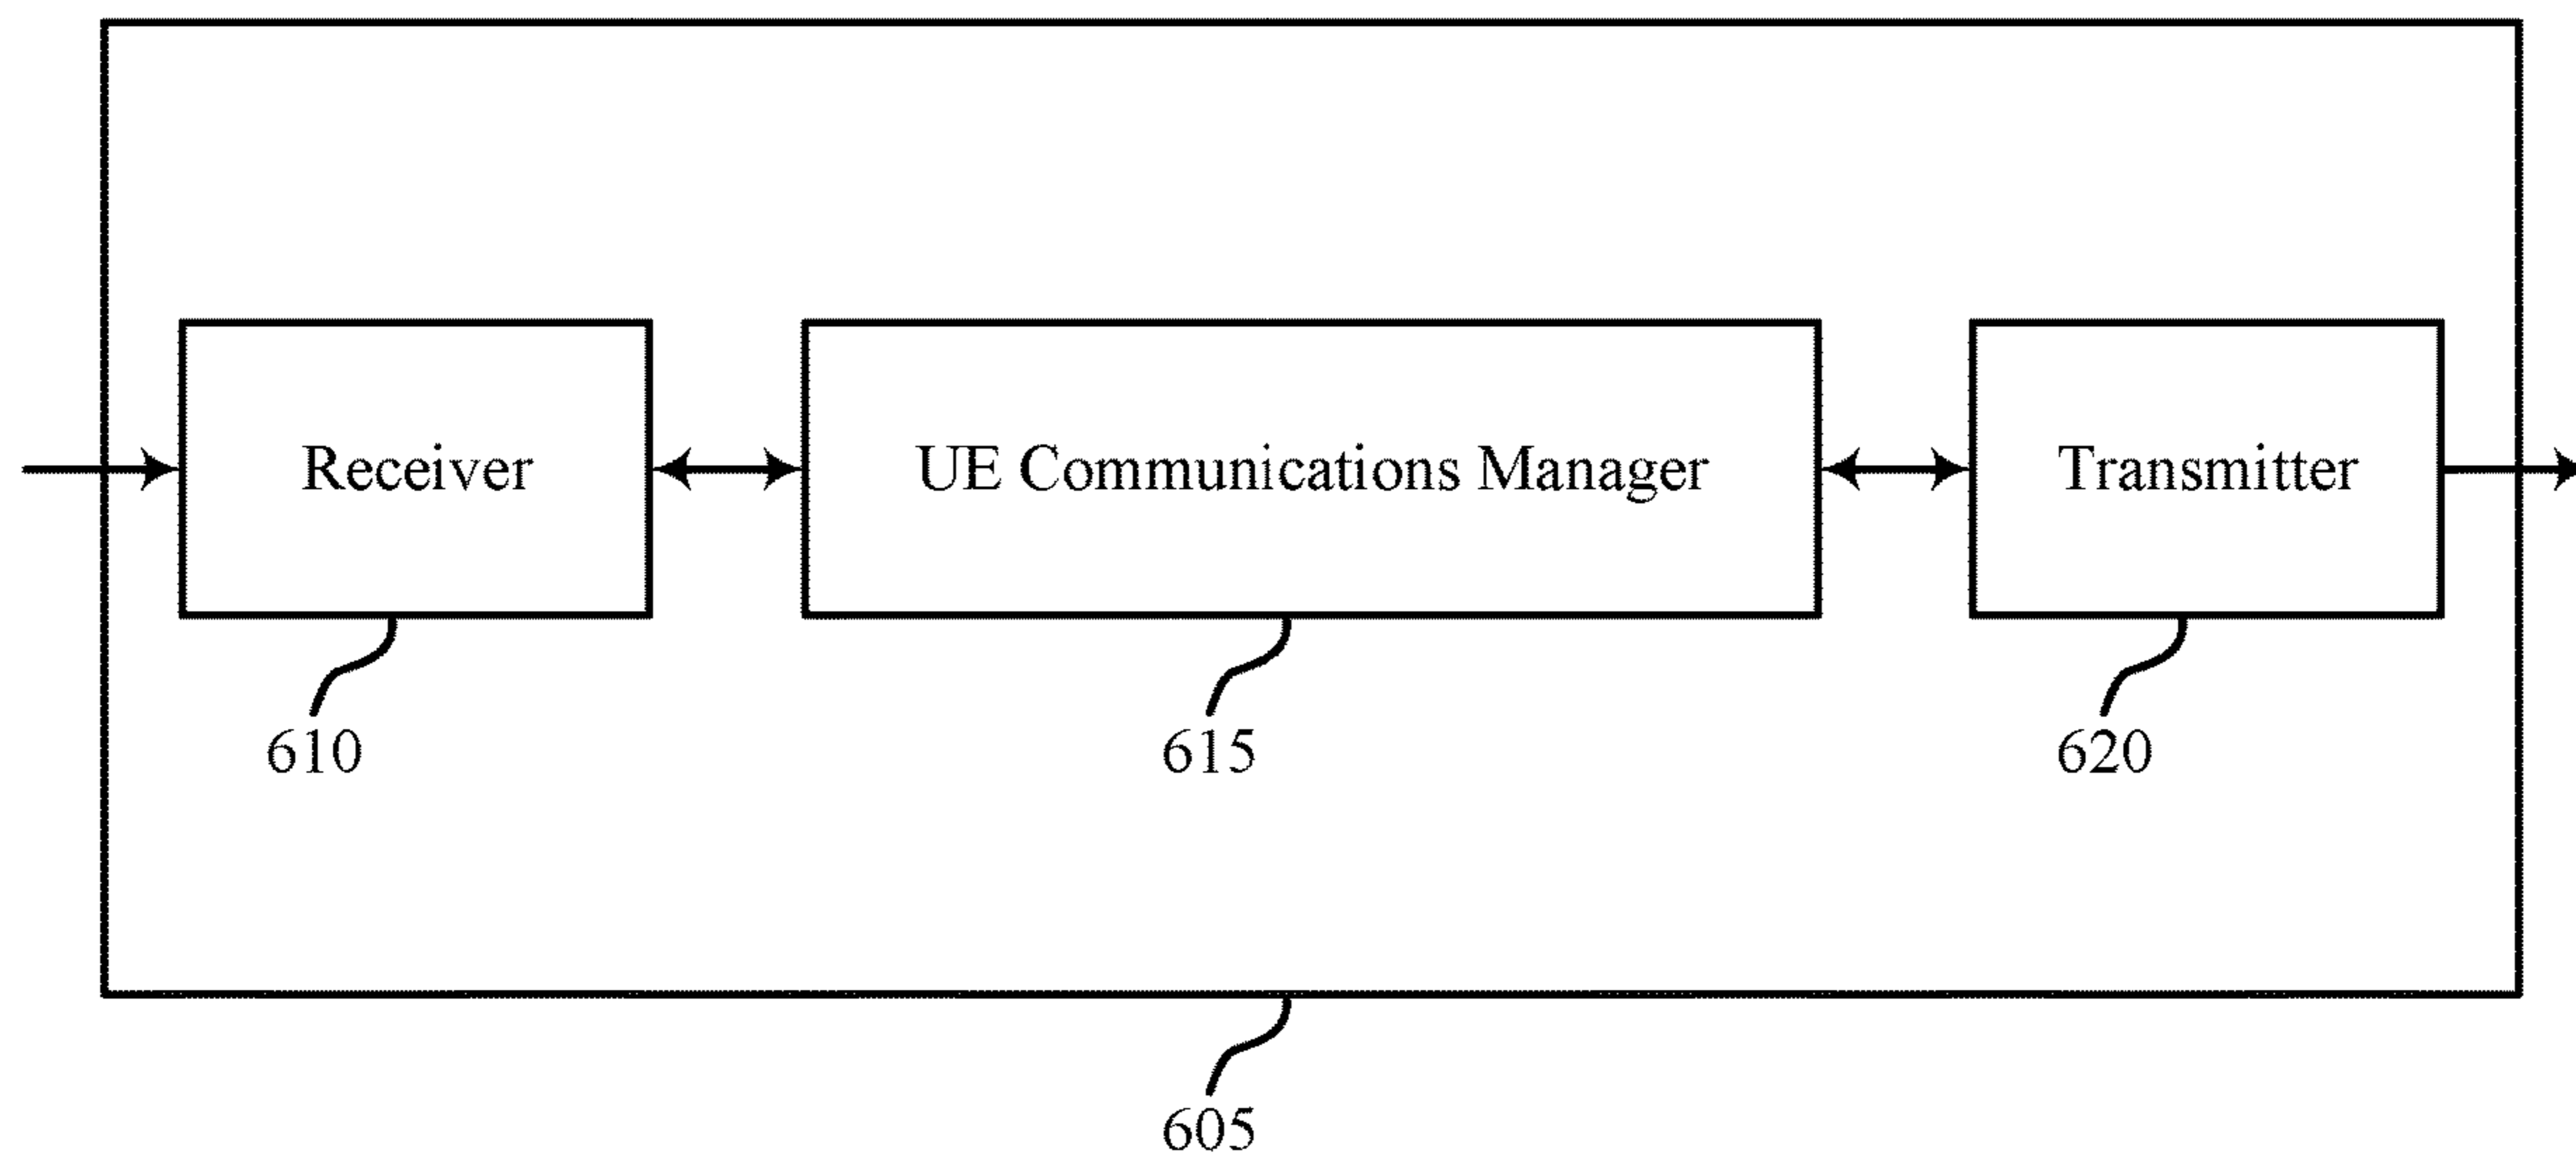 Receiver
UE Communications Manager
Transmitter
610
615
620
605